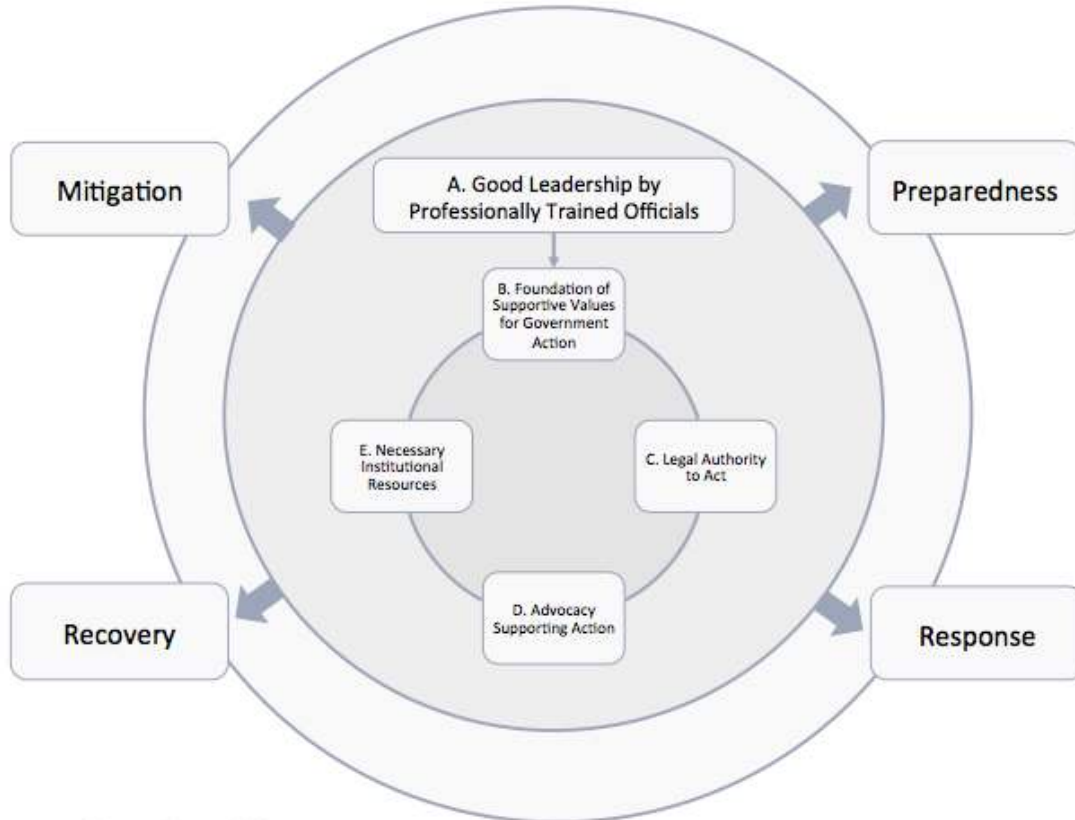 Mitigation
A. Good Leadership by
Professionally Trained Officials
Preparedness
B. Foundation of
Supportive Values
for Government
Action
E. Necessary
Institutional
Resources
C. Legal Authority
to Act
D. Advocacy
Supporting Action
Recovery
Response